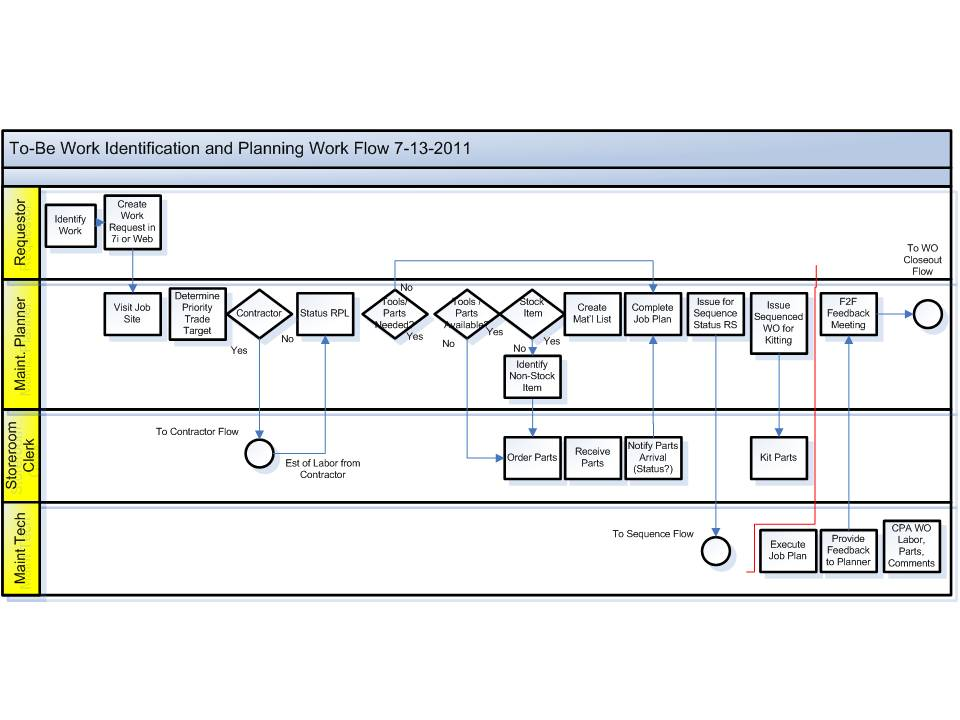 To-Be Work Identification and Planning Work Flow 7-13-2011
Requestor
Identify
Work
Create
Work
Request in
7i or Web
To WO
Closeout
Flow
Maint. Planner
Visit Job
Site
Determine
Priority
Trade
Target
Contractor
Yes
No
Status RPL
No
Tools/
Parts
Needed?
Yes
Tools /
Parts
Available?
Yes
No
Stock
Item
Yes
No
Identify
Non-Stock
Item
Create
Mat'l List
Complete
Job Plan
Issue for
Sequence
Status RS
Issue
Sequenced
WO for
Kitting
F2F
Feedback
Meeting
Storeroom
Clerk
To Contractor Flow
Est of Labor from
Contractor
Order Parts
Receive
Parts
Notify Parts
Arrival
(Status?)
Kit Parts
Maint Tech
To Sequence Flow
Execute
Job Plan
Provide
Feedback
to Planner
CPA WO
Labor,
Parts,
Comments